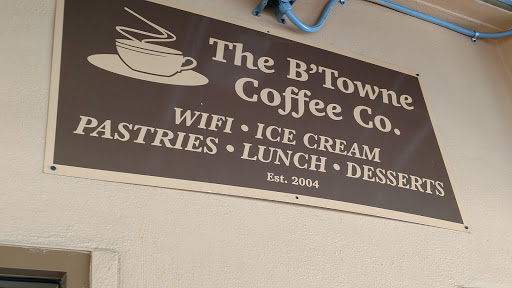 The B'Towne
Coffee Co.
WIFI • ICE CREAM
PASTRIES • LUNCH • DESSERTS
Est. 2004